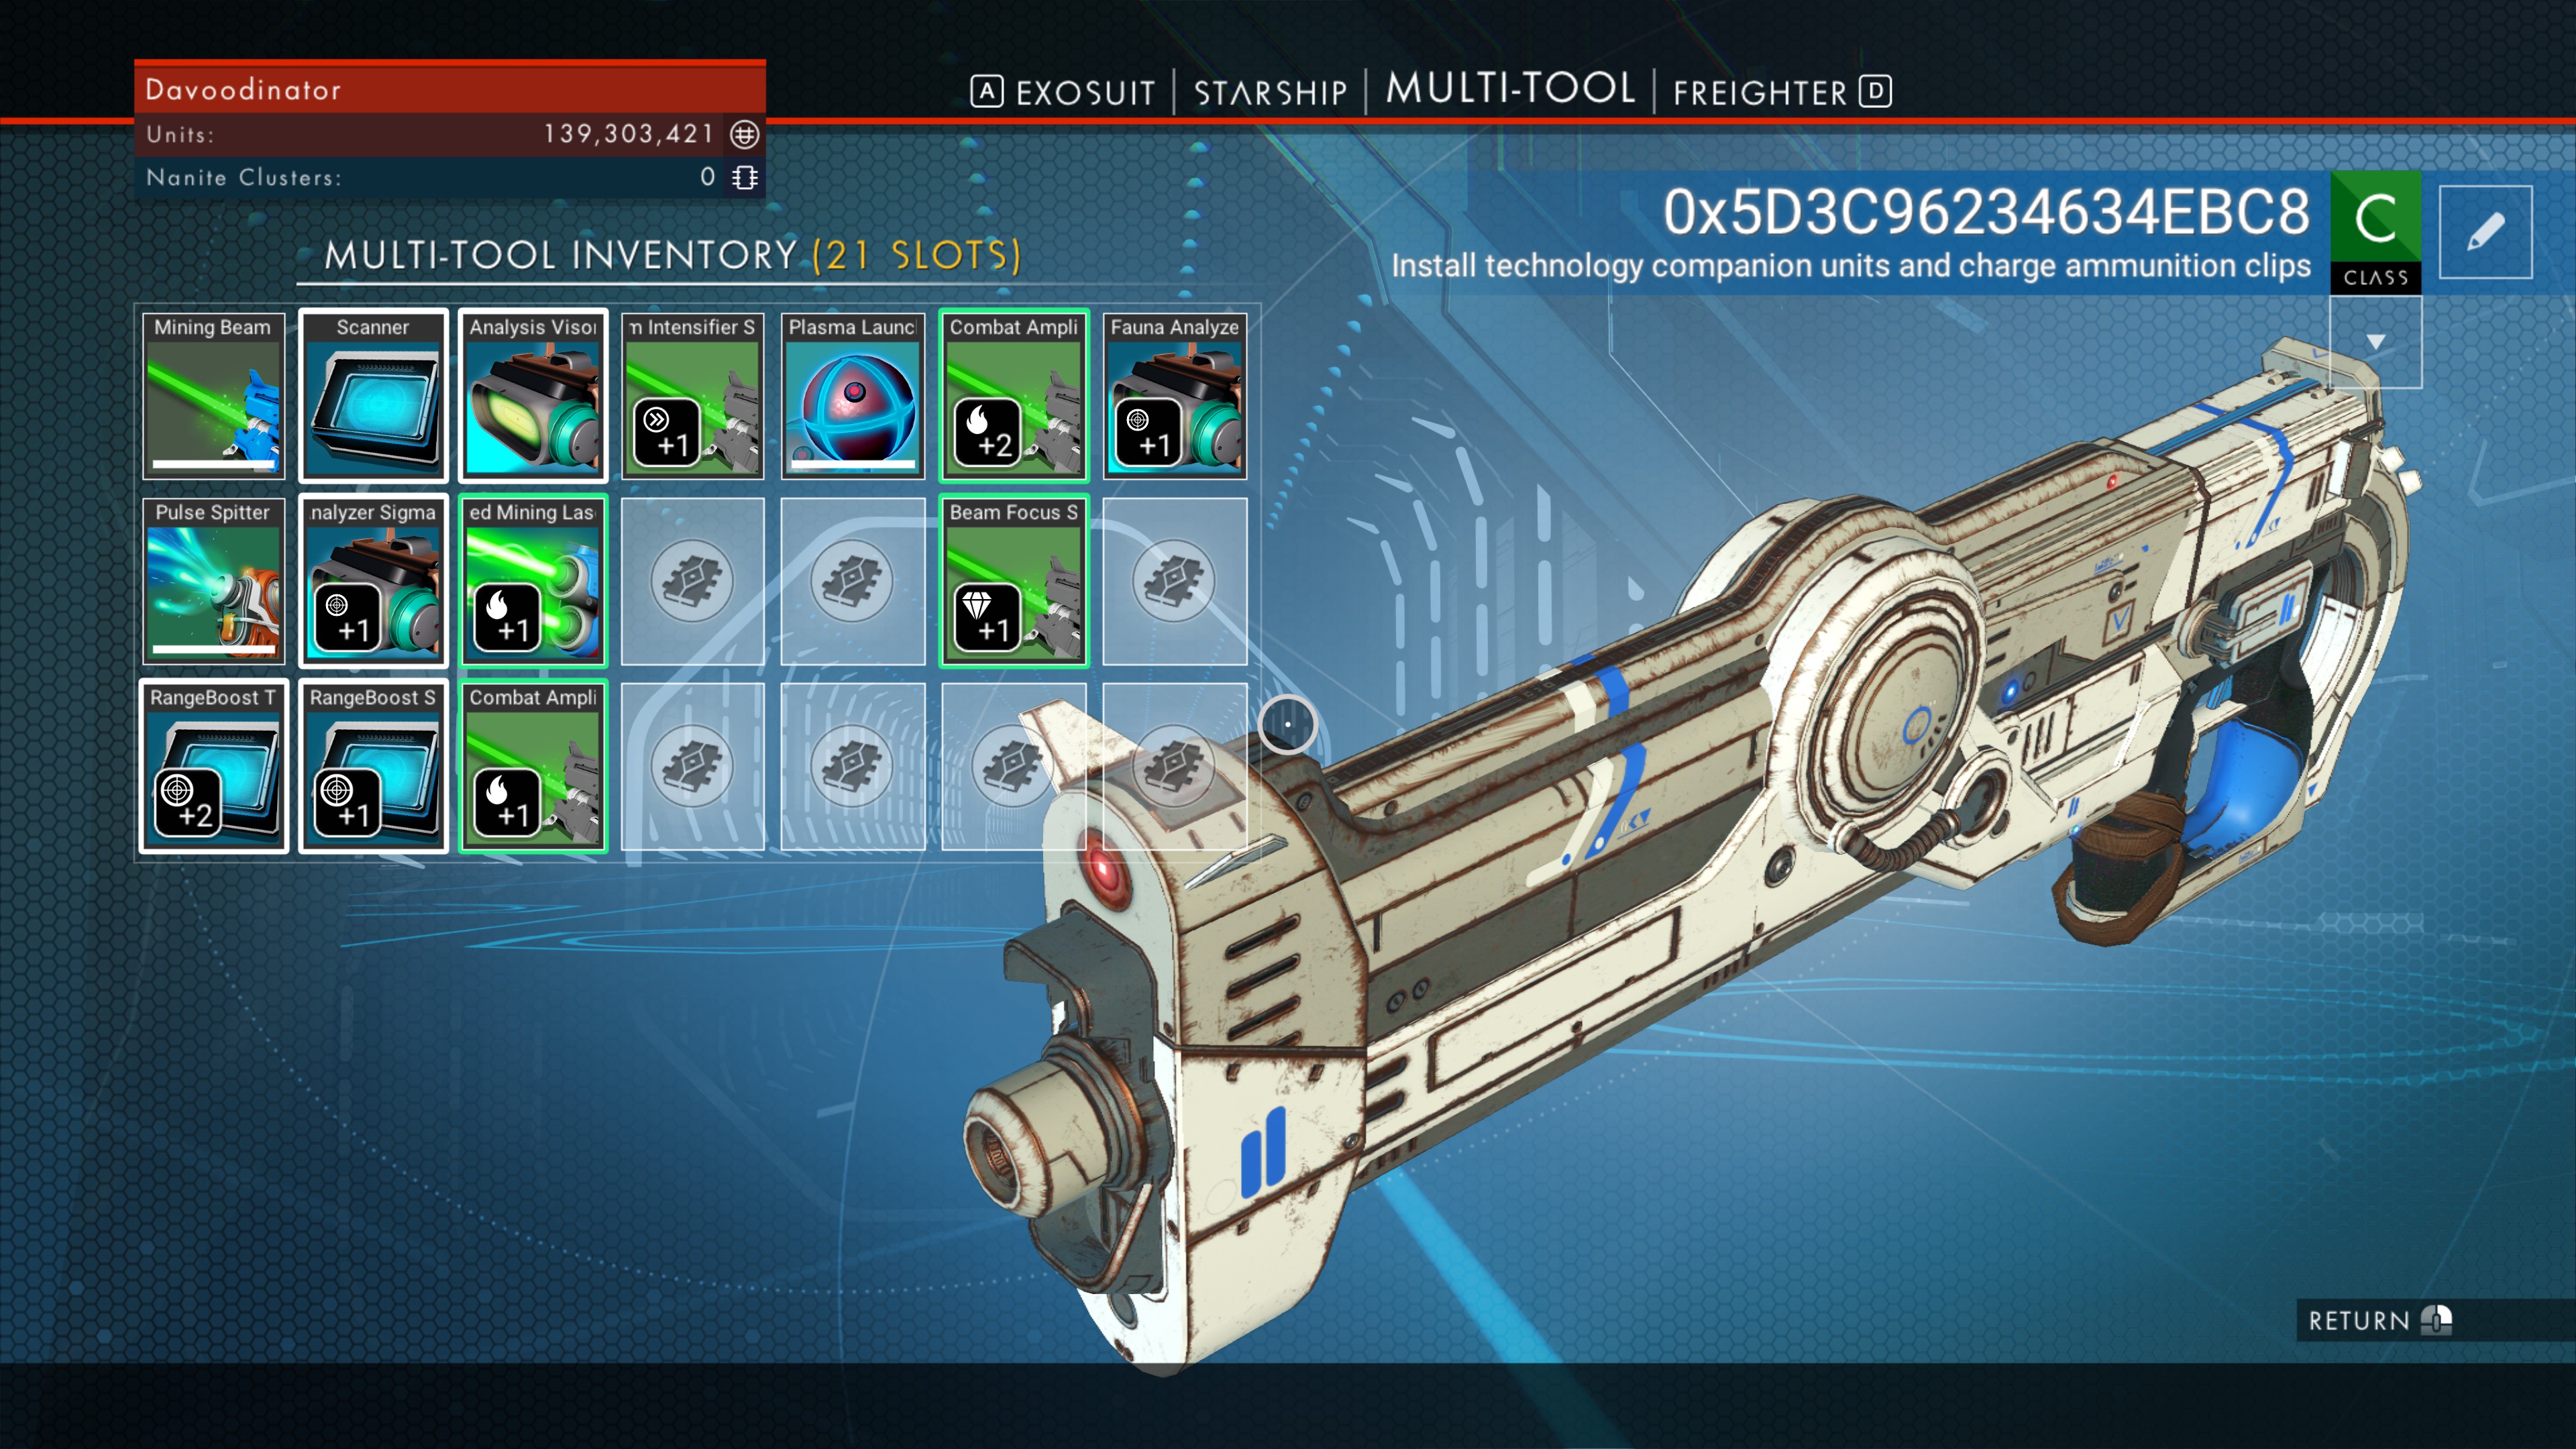 Davoodinator
Units: 139,303,421
Nanite Clusters: 0
A EXOSUIT STARSHIP MULTI-TOOL FREIGHTER D
0x5D3C96234634EBC8
Install technology companion units and charge ammunition clips
C
CLASS
MULTI-TOOL INVENTORY (21 SLOTS)
Mining Beam Scanner Analysis Visor m Intensifier S Plasma Launc Combat Ampli Fauna Analyze
+1 +2 +1
Pulse Spitter nalyzer Sigma ed Mining Las Beam Focus S
+1 +1 +1
RangeBoost T RangeBoost S Combat Ampli
+2 +1 +1
RETURN